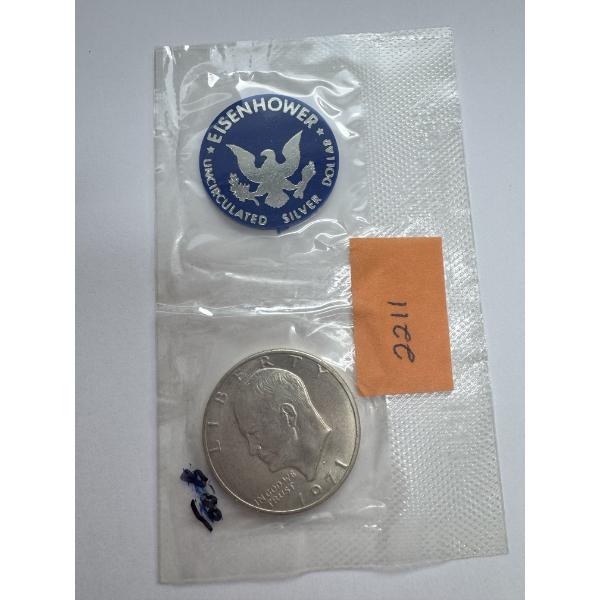 ★ EISENHOWER ★
UNCIRCULATED SILVER DOLLAR
2211
LIBERTY
IN GOD WE
TRUST
1971